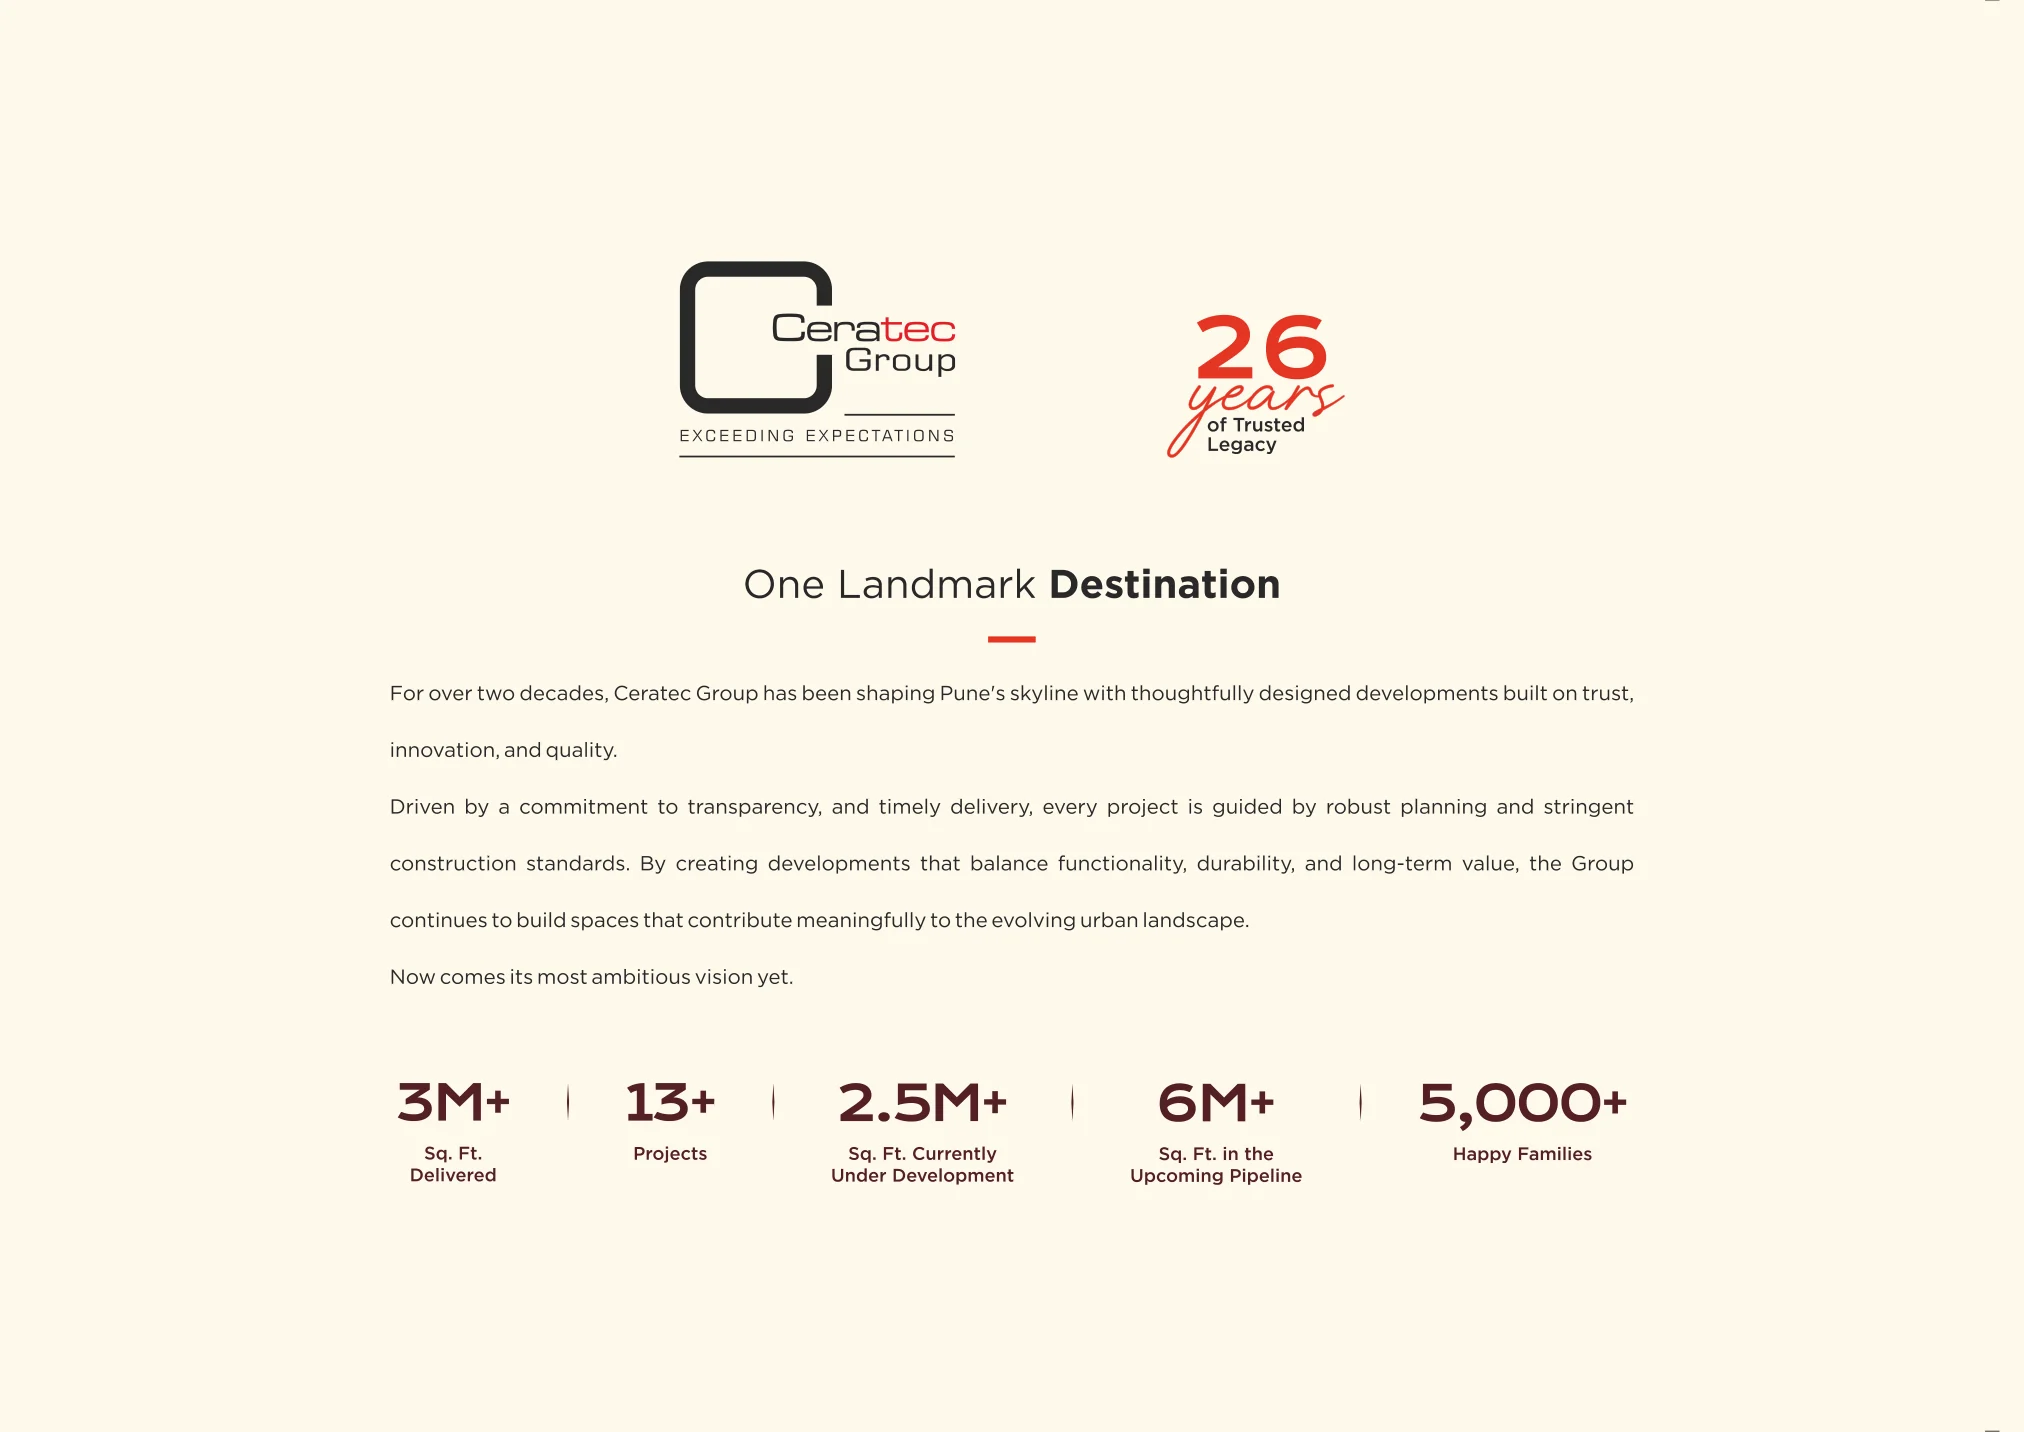 Ceratec
Group
EXCEEDING EXPECTATIONS
26
years
of Trusted
Legacy
One Landmark Destination
For over two decades, Ceratec Group has been shaping Pune's skyline with thoughtfully designed developments built on trust,
innovation, and quality.
Driven by a commitment to transparency, and timely delivery, every project is guided by robust planning and stringent
construction standards. By creating developments that balance functionality, durability, and long-term value, the Group
continues to build spaces that contribute meaningfully to the evolving urban landscape.
Now comes its most ambitious vision yet.
3M+
Sq. Ft.
Delivered
13+
Projects
2.5M+
Sq. Ft. Currently
Under Development
6M+
Sq. Ft. in the
Upcoming Pipeline
5,000+
Happy Families